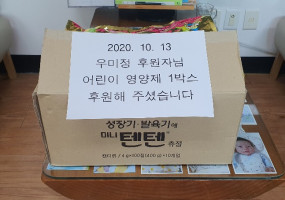 2020. 10. 13
우미정 후원자님
어린이 영양제 1박스
후원해 주셨습니다
성장기·발육기에
미니 텐텐 츄정